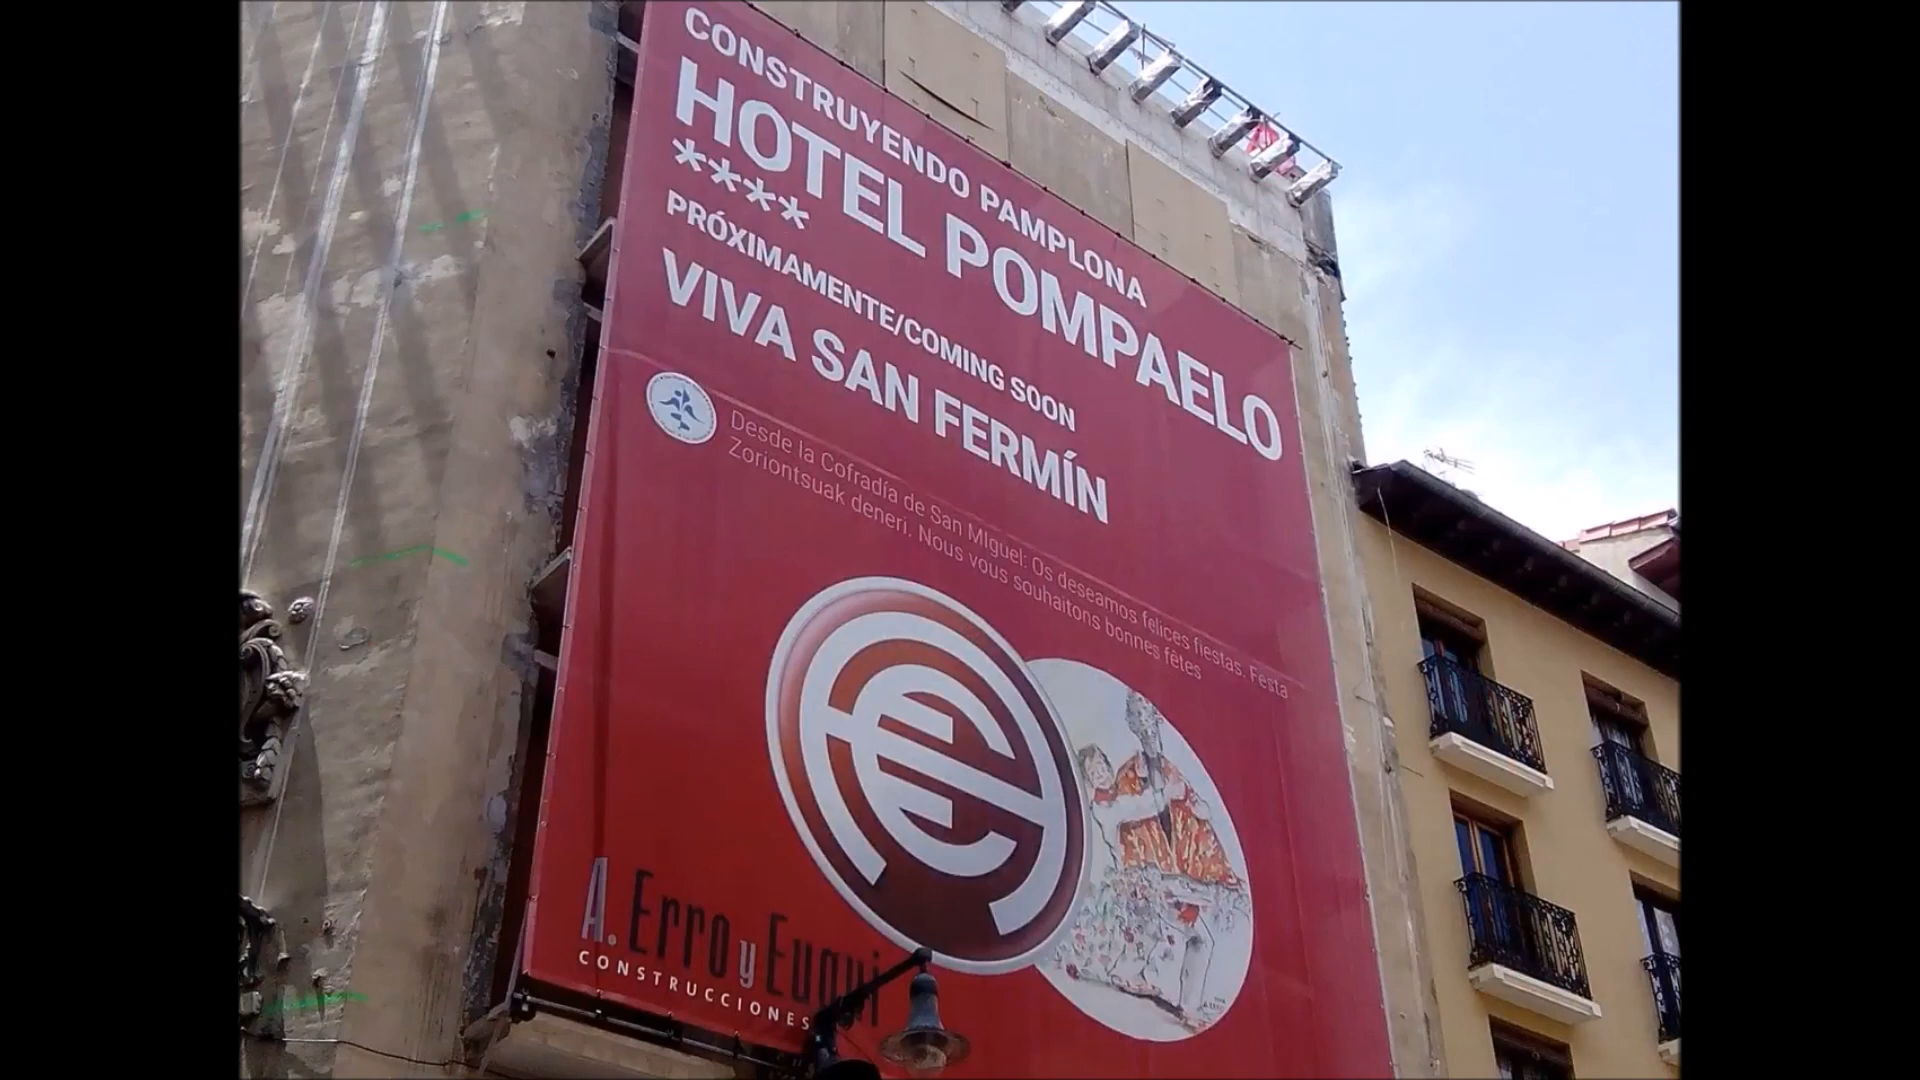 CONSTRUYENDO PAMPLONA
HOTEL POMPAELO
****
PRÓXIMAMENTE/COMING SOON
VIVA SAN FERMÍN
Desde la Cofradía de San MIguel: Os deseamos felices fiestas. Festa
Zoriontsuak deneri. Nous vous souhaitons bonnes fêtes
A. Erro y Eugui
CONSTRUCCIONES